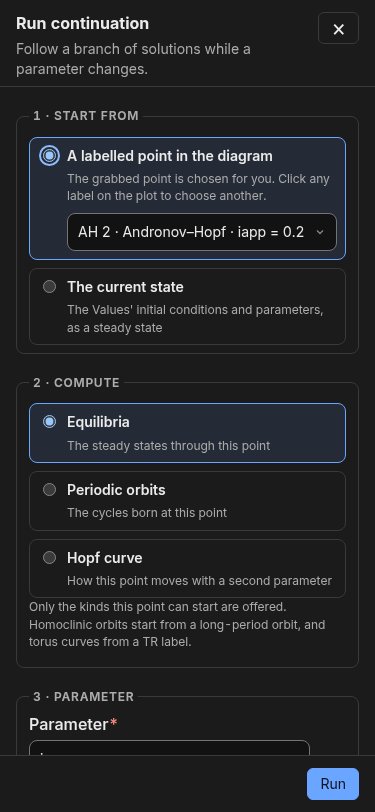 Run continuation
Follow a branch of solutions while a
parameter changes.
1 · START FROM
A labelled point in the diagram
The grabbed point is chosen for you. Click any
label on the plot to choose another.
AH 2 · Andronov–Hopf · iapp = 0.2
The current state
The Values' initial conditions and parameters,
as a steady state
2 · COMPUTE
Equilibria
The steady states through this point
Periodic orbits
The cycles born at this point
Hopf curve
How this point moves with a second parameter
Only the kinds this point can start are offered.
Homoclinic orbits start from a long-period orbit, and
torus curves from a TR label.
3 · PARAMETER
Parameter*
Run